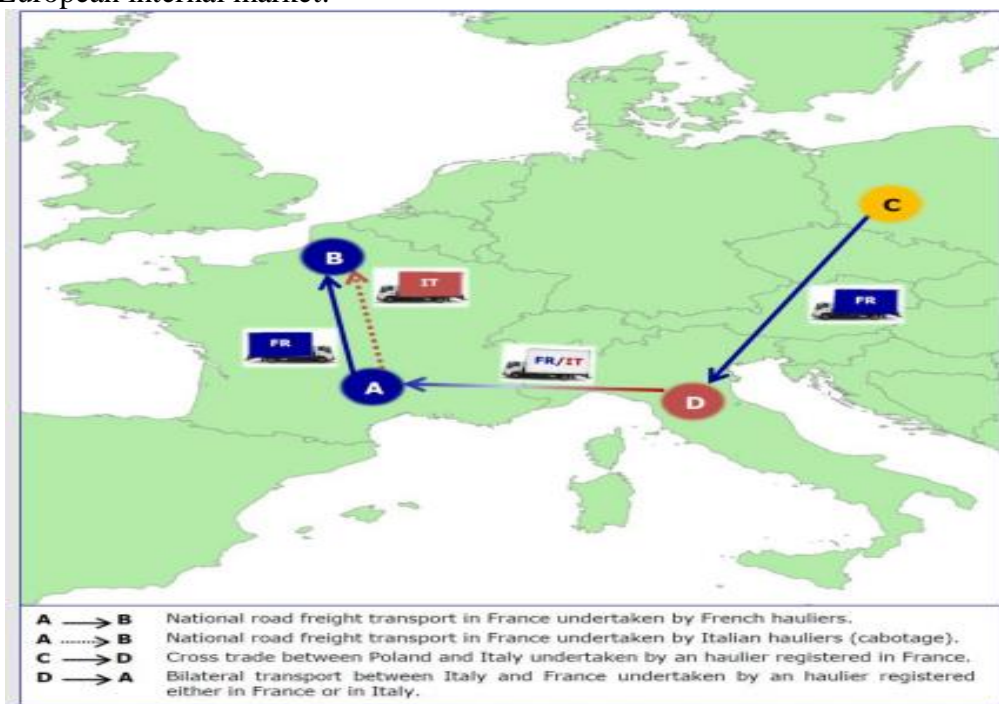 European internal market.
C
B
IT
FR
FR
FR/IT
A
D
A → B National road freight transport in France undertaken by French hauliers.
A ······> B National road freight transport in France undertaken by Italian hauliers (cabotage).
C → D Cross trade between Poland and Italy undertaken by an haulier registered in France.
D → A Bilateral transport between Italy and France undertaken by an haulier registered
either in France or in Italy.